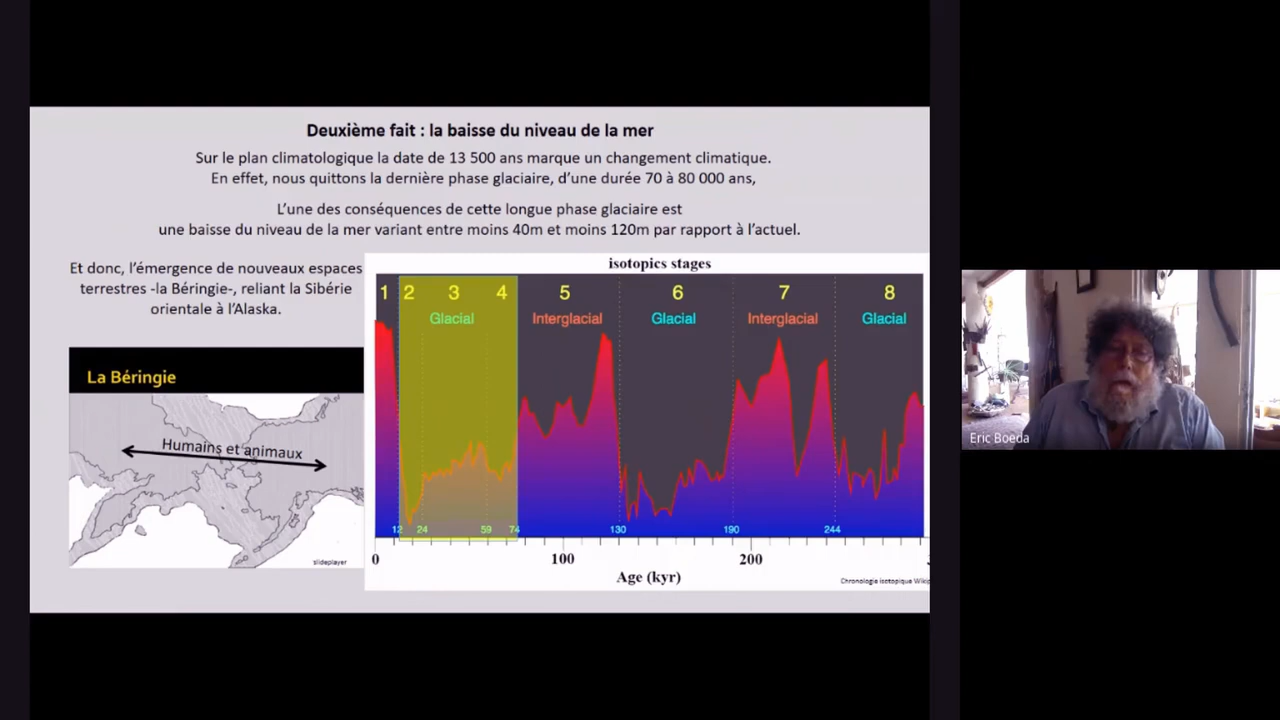 Deuxième fait : la baisse du niveau de la mer
Sur le plan climatologique la date de 13 500 ans marque un changement climatique.
En effet, nous quittons la dernière phase glaciaire, d'une durée 70 à 80 000 ans,
L'une des conséquences de cette longue phase glaciaire est
une baisse du niveau de la mer variant entre moins 40m et moins 120m par rapport à l'actuel.
Et donc, l'émergence de nouveaux espaces
terrestres -la Béringie-, reliant la Sibérie
orientale à l'Alaska.
La Béringie
Humains et animaux
slideplayer
isotopics stages
1 2 3 4 5 6 7 8
Glacial Interglacial Glacial Interglacial Glacial
12 24 59 74 130 190 244
0 100 200
Age (kyr)
Chronologie isotopique Wikip
Eric Boeda